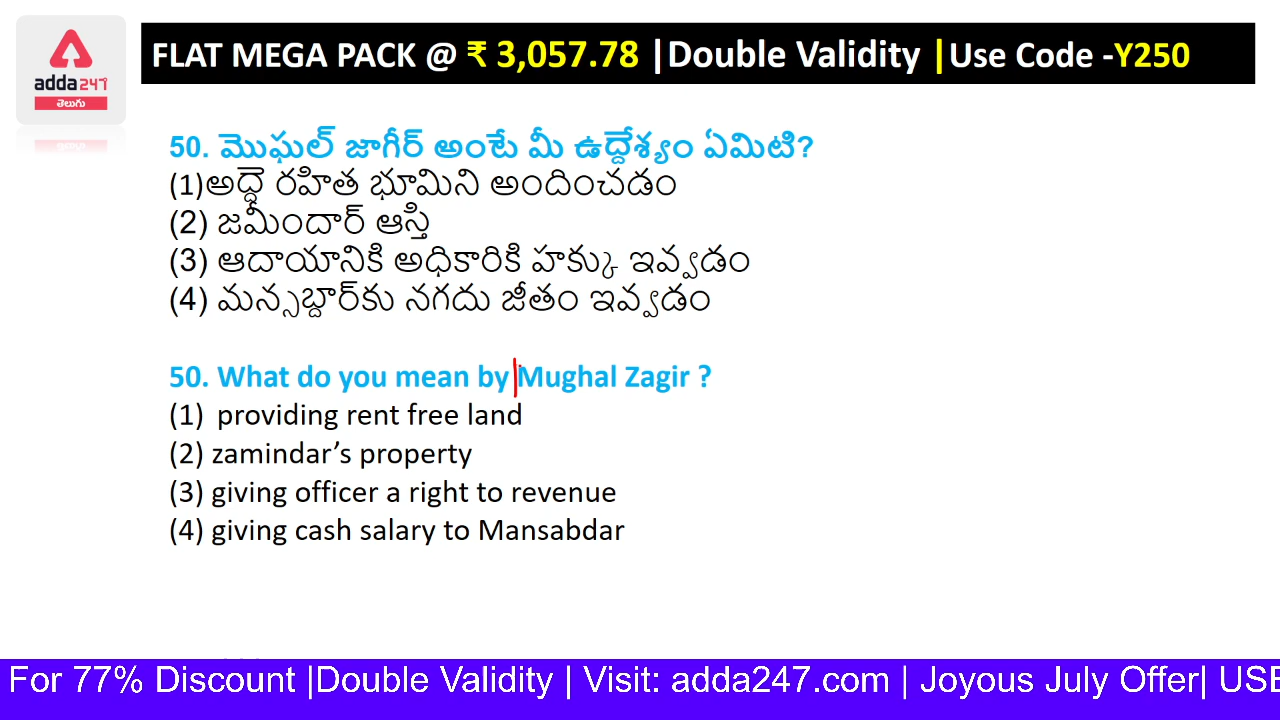 adda247
తెలుగు
FLAT MEGA PACK @ ₹ 3,057.78 |Double Validity |Use Code -Y250
50. మొఘల్ జాగీర్ అంటే మీ ఉద్దేశ్యం ఏమిటి?
(1)అద్దె రహిత భూమిని అందించడం
(2) జమీందార్ ఆస్తి
(3) ఆదాయానికి అధికారికి హక్కు ఇవ్వడం
(4) మన్సబ్దార్‌కు నగదు జీతం ఇవ్వడం
50. What do you mean by Mughal Zagir ?
(1) providing rent free land
(2) zamindar’s property
(3) giving officer a right to revenue
(4) giving cash salary to Mansabdar
For 77% Discount |Double Validity | Visit: adda247.com | Joyous July Offer| USE